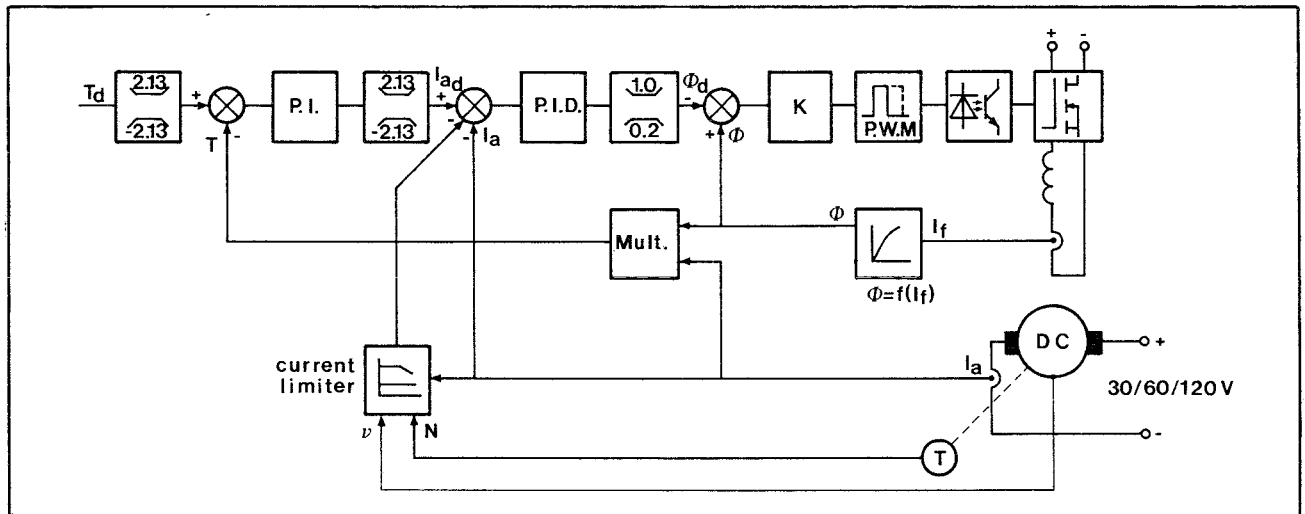 + -
Td
2.13
-2.13
+
T -
P.I.
2.13
-2.13
Iad
+
-
- Ia
P.I.D.
1.0
0.2
Φd
-
+ Φ
K
P.W.M
Mult.
Φ
If
Φ=f(If)
current
limiter
ν N
Ia
DC
+
30/60/120 V
-
T